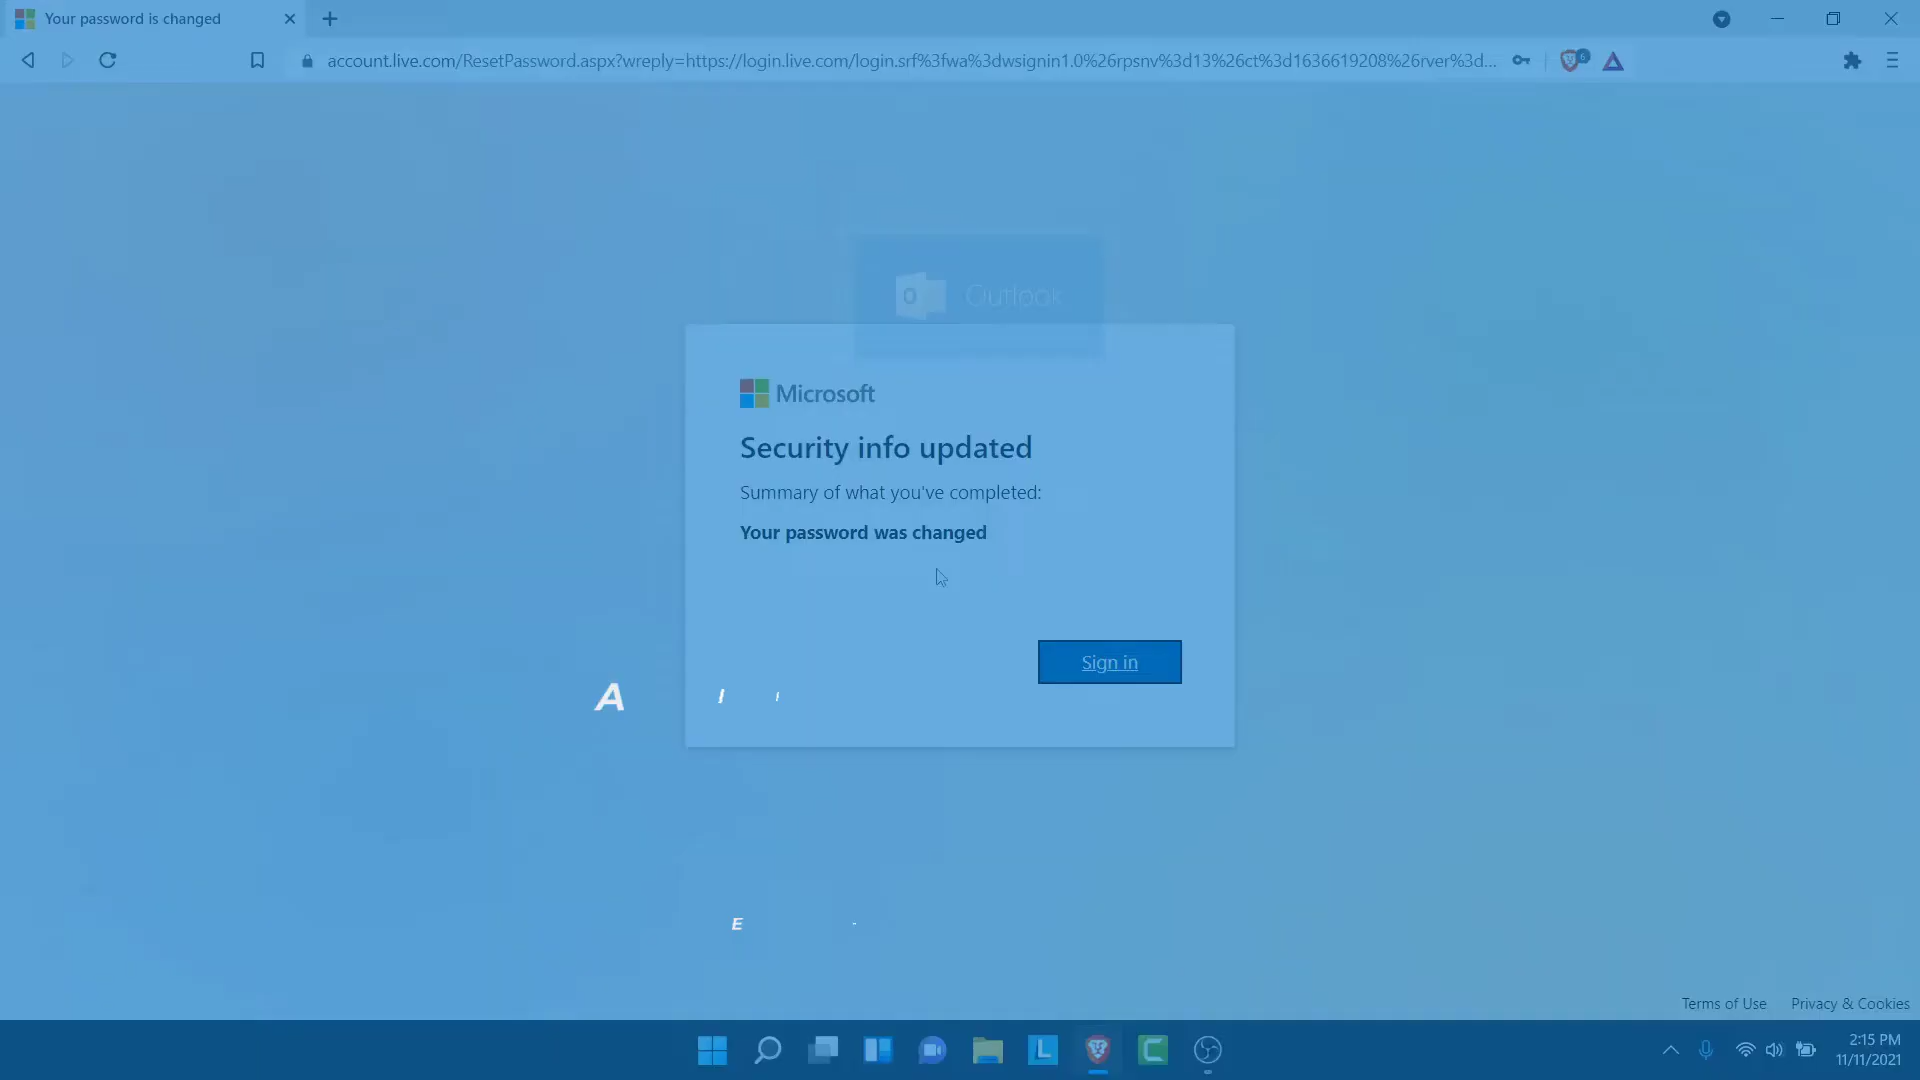 Your password is changed
account.live.com/ResetPassword.aspx?wreply=https://login.live.com/login.srf%3fwa%3dwsignin1.0%26rpsnv%3d13%26ct%3d1636619208%26rver%3d...
6
Outlook
Microsoft
Security info updated
Summary of what you've completed:
Your password was changed
Sign in
A I
E
Terms of Use Privacy & Cookies
2:15 PM
11/11/2021